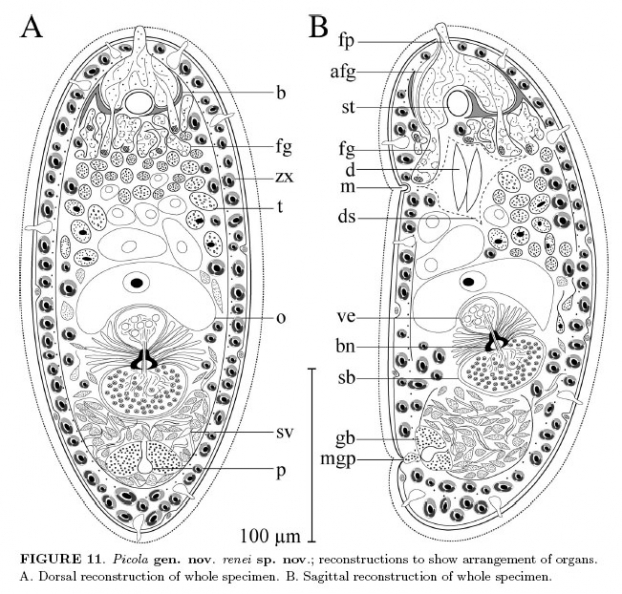 A
b
fg
zx
t
o
sv
p
100 μm
B
fp
afg
st
fg
d
m
ds
ve
bn
sb
gb
mgp
FIGURE 11. Picola gen. nov. renei sp. nov.; reconstructions to show arrangement of organs.
A. Dorsal reconstruction of whole specimen. B. Sagittal reconstruction of whole specimen.